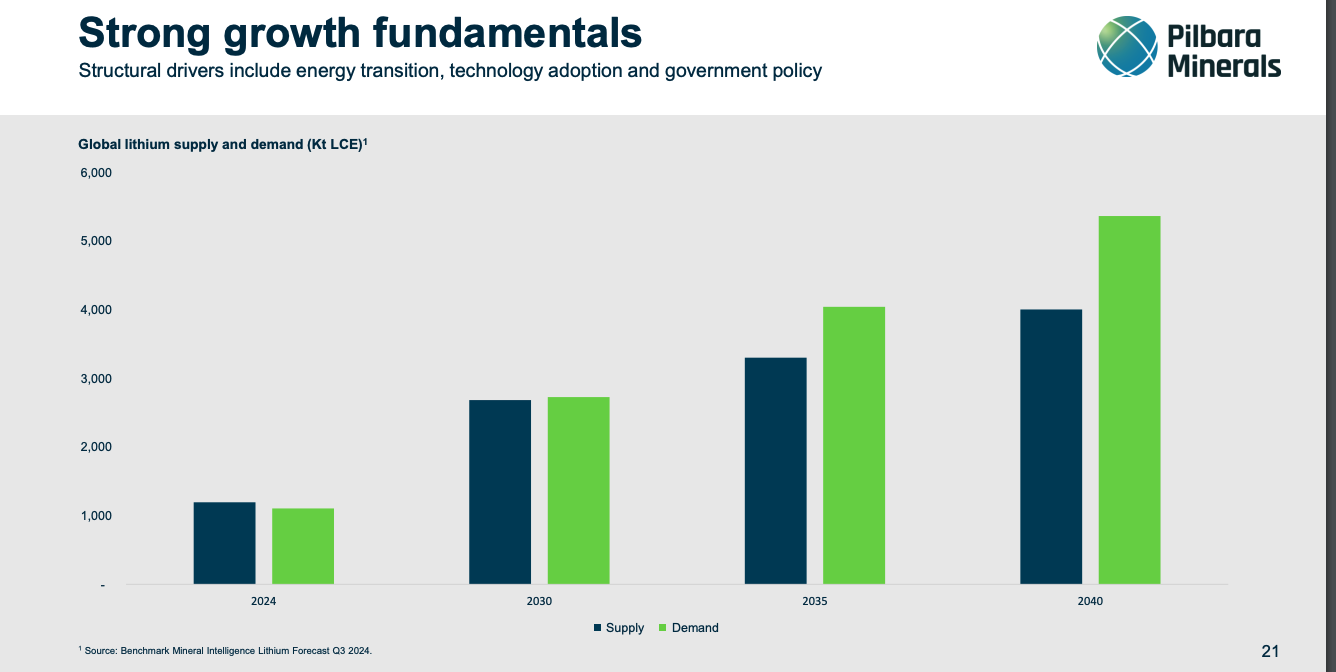 Strong growth fundamentals
Structural drivers include energy transition, technology adoption and government policy
Pilbara
Minerals
Global lithium supply and demand (Kt LCE)¹
6,000
5,000
4,000
3,000
2,000
1,000
-
2024 2030 2035 2040
Supply Demand
¹ Source: Benchmark Mineral Intelligence Lithium Forecast Q3 2024.
21